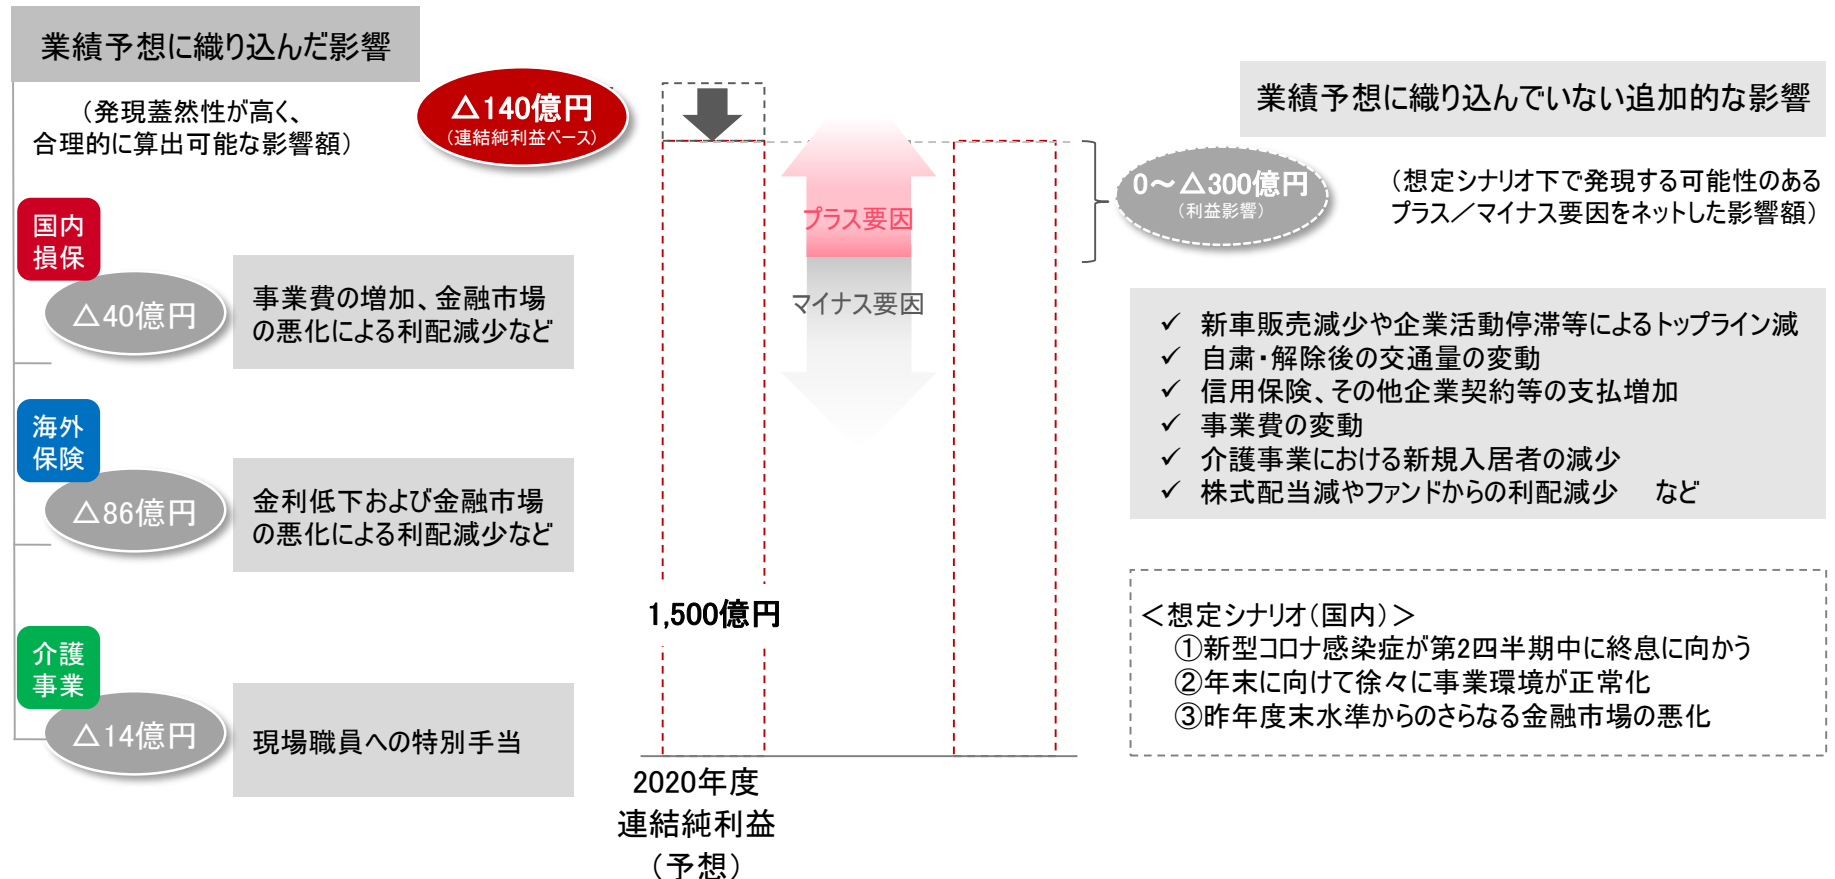 業績予想に織り込んだ影響
（発現蓋然性が高く、
合理的に算出可能な影響額）
△140億円
（連結純利益ベース）
国内
損保
△40億円
事業費の増加、金融市場
の悪化による利配減少など
海外
保険
△86億円
金利低下および金融市場
の悪化による利配減少など
介護
事業
△14億円
現場職員への特別手当
プラス要因
マイナス要因
1,500億円
2020年度
連結純利益
（予想）
業績予想に織り込んでいない追加的な影響
0～△300億円
（利益影響）
（想定シナリオ下で発現する可能性のある
プラス／マイナス要因をネットした影響額）
✓ 新車販売減少や企業活動停滞等によるトップライン減
✓ 自粛・解除後の交通量の変動
✓ 信用保険、その他企業契約等の支払増加
✓ 事業費の変動
✓ 介護事業における新規入居者の減少
✓ 株式配当減やファンドからの利配減少　など
＜想定シナリオ（国内）＞
①新型コロナ感染症が第2四半期中に終息に向かう
②年末に向けて徐々に事業環境が正常化
③昨年度末水準からのさらなる金融市場の悪化